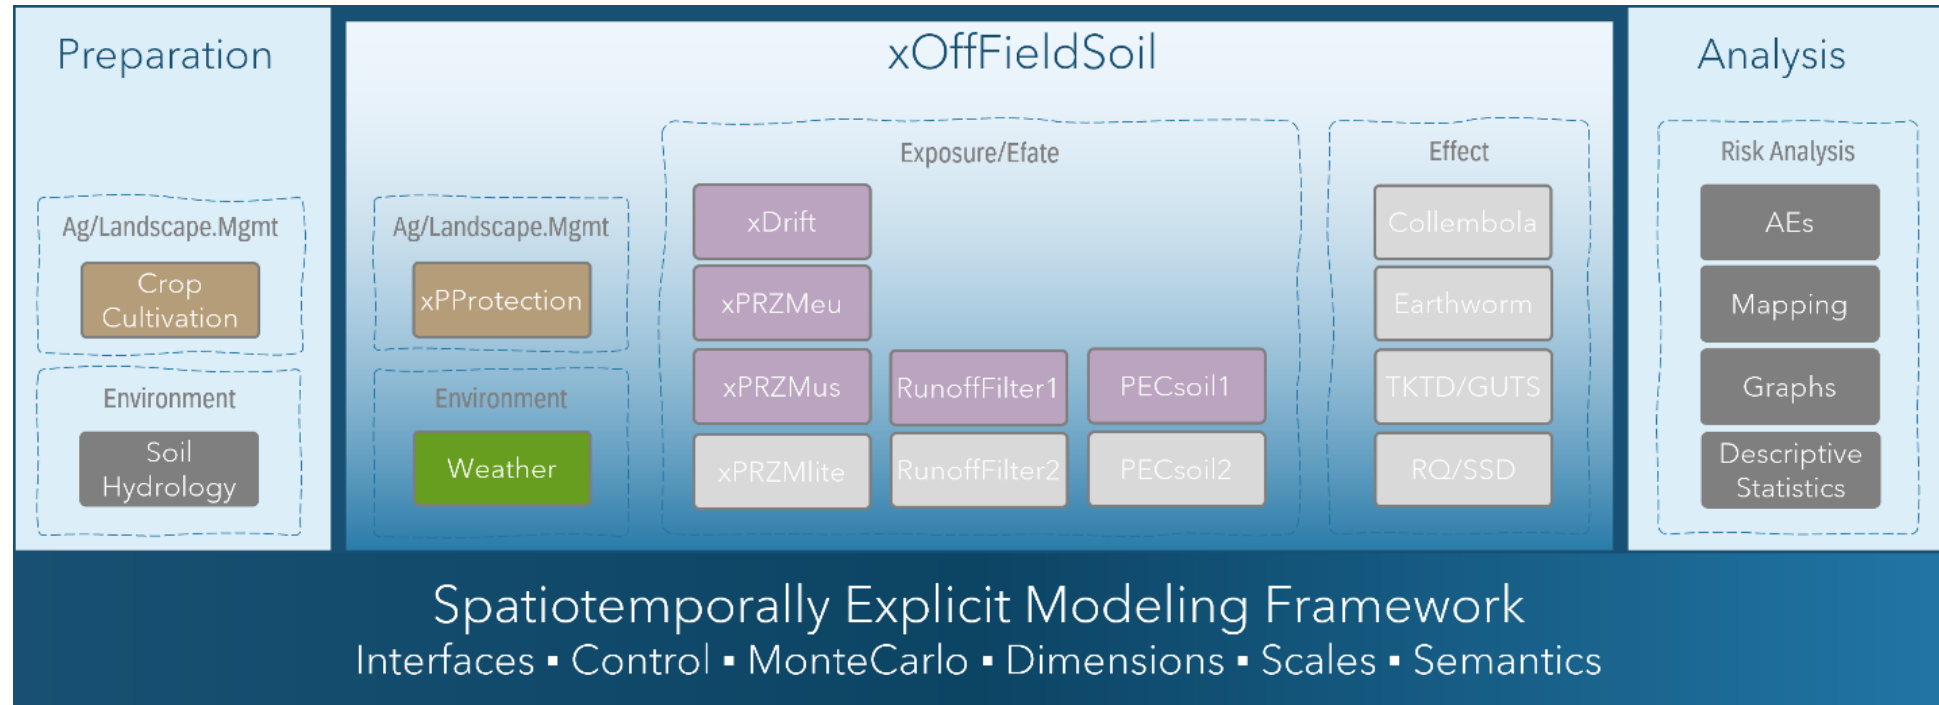 Preparation
Ag/Landscape.Mgmt
Crop
Cultivation
Environment
Soil
Hydrology
xOffFieldSoil
Ag/Landscape.Mgmt
xPProtection
Environment
Weather
Exposure/Efate
xDrift
xPRZMeu
xPRZMus
RunoffFilter1
PECsoil1
xPRZMlite
RunoffFilter2
PECsoil2
Effect
Collembola
Earthworm
TKTD/GUTS
RQ/SSD
Analysis
Risk Analysis
AEs
Mapping
Graphs
Descriptive
Statistics
Spatiotemporally Explicit Modeling Framework
Interfaces ▪ Control ▪ MonteCarlo ▪ Dimensions ▪ Scales ▪ Semantics